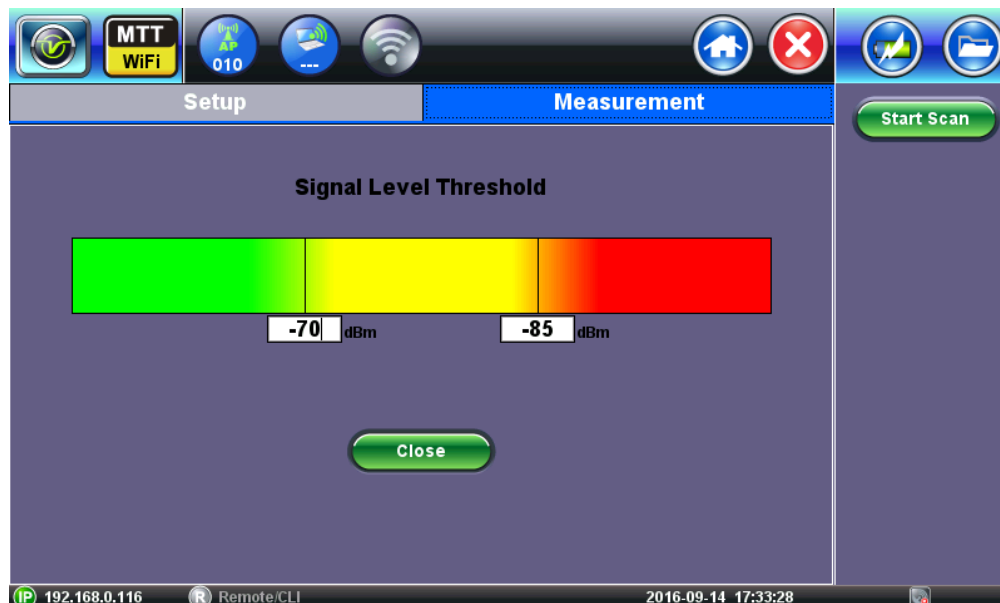 MTT
WiFi
AP
010
---
Setup
Measurement
Start Scan
Signal Level Threshold
-70 dBm
-85 dBm
Close
IP 192.168.0.116
R Remote/CLI
2016-09-14 17:33:28